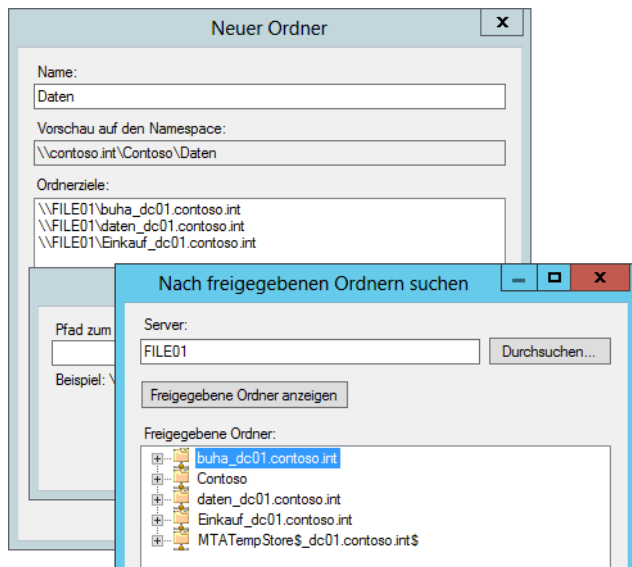 Neuer Ordner
x
Name:
Daten
Vorschau auf den Namespace:
\\contoso.int\Contoso\Daten
Ordnerziele:
\\FILE01\buha_dc01.contoso.int
\\FILE01\daten_dc01.contoso.int
\\FILE01\Einkauf_dc01.contoso.int
Pfad zum
Beispiel: \
Nach freigegebenen Ordnern suchen
x
Server:
FILE01
Durchsuchen...
Freigegebene Ordner anzeigen
Freigegebene Ordner:
buha_dc01.contoso.int
Contoso
daten_dc01.contoso.int
Einkauf_dc01.contoso.int
MTATempStore$_dc01.contoso.int$